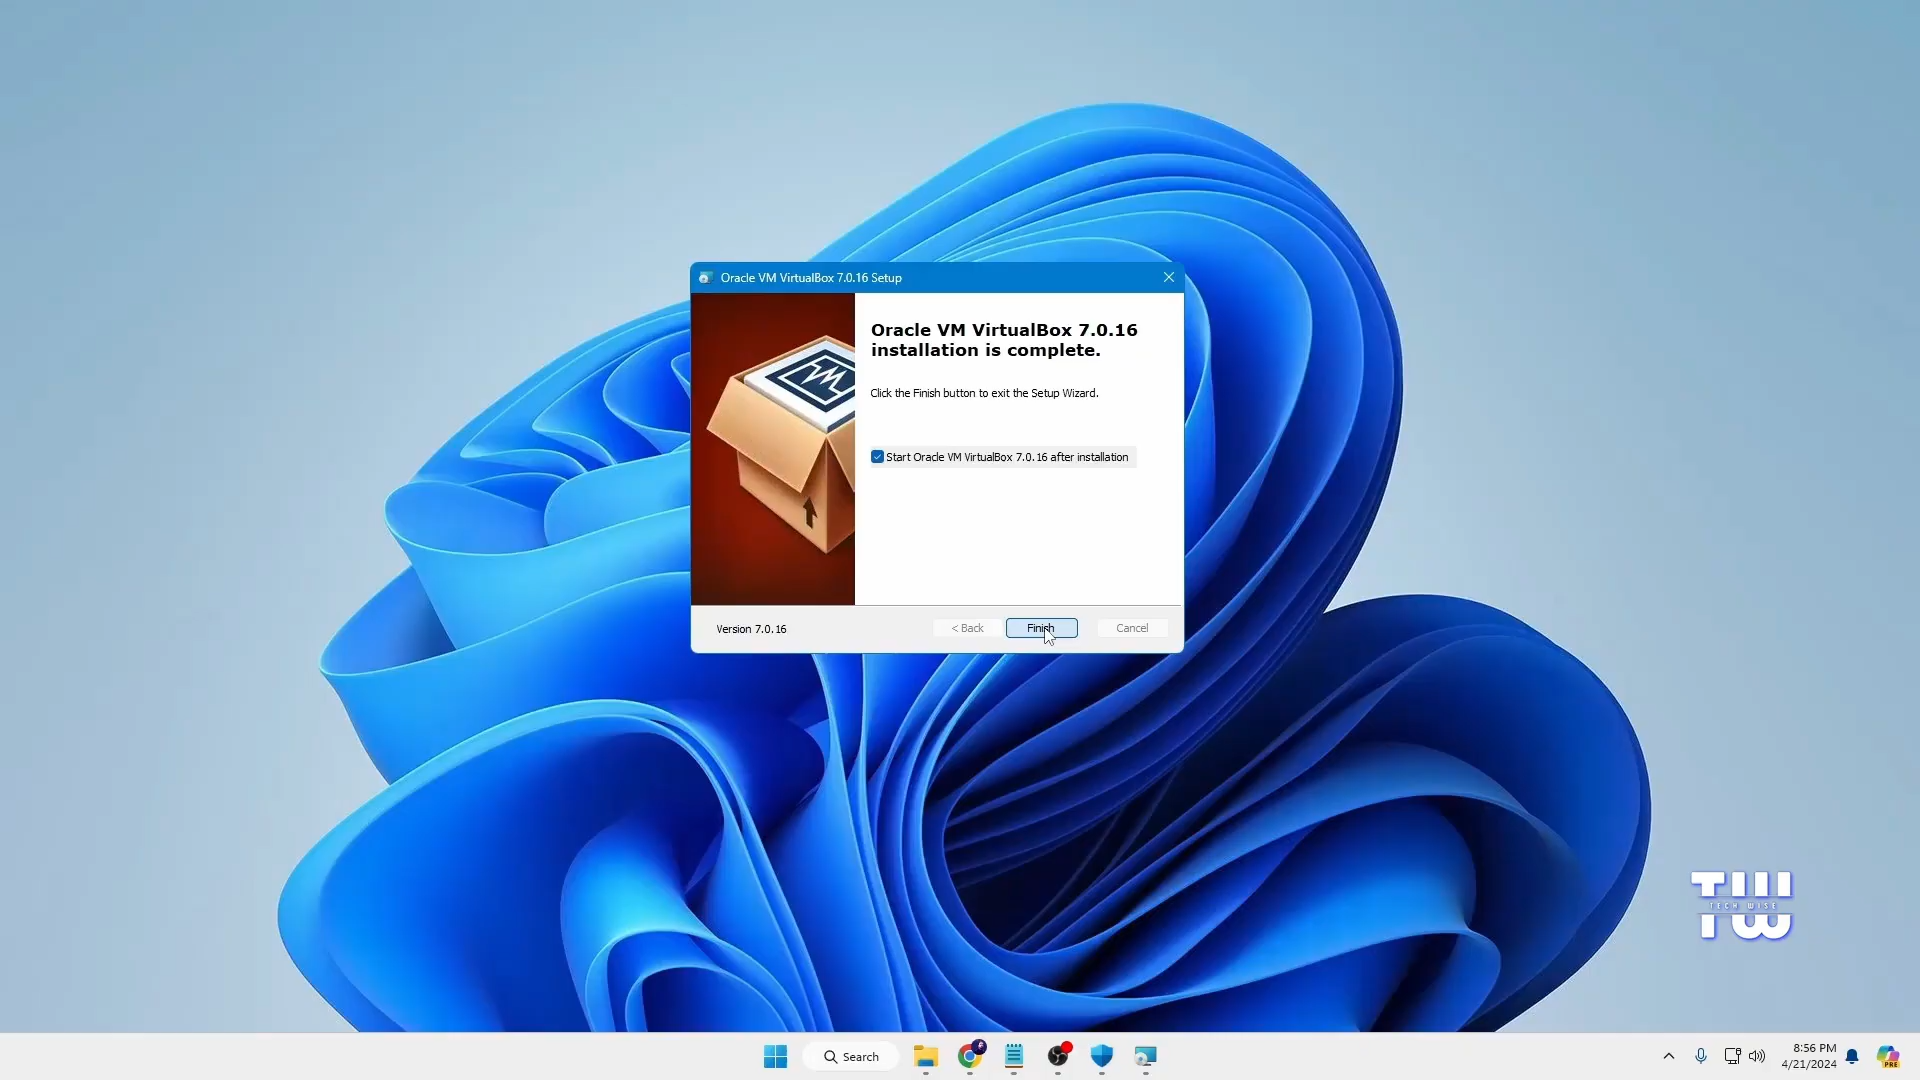 Oracle VM VirtualBox 7.0.16 Setup
Oracle VM VirtualBox 7.0.16
installation is complete.
Click the Finish button to exit the Setup Wizard.
Start Oracle VM VirtualBox 7.0.16 after installation
Version 7.0.16
< Back
Finish
Cancel
TW
TECH WISE
Search
8:56 PM
4/21/2024
PRE